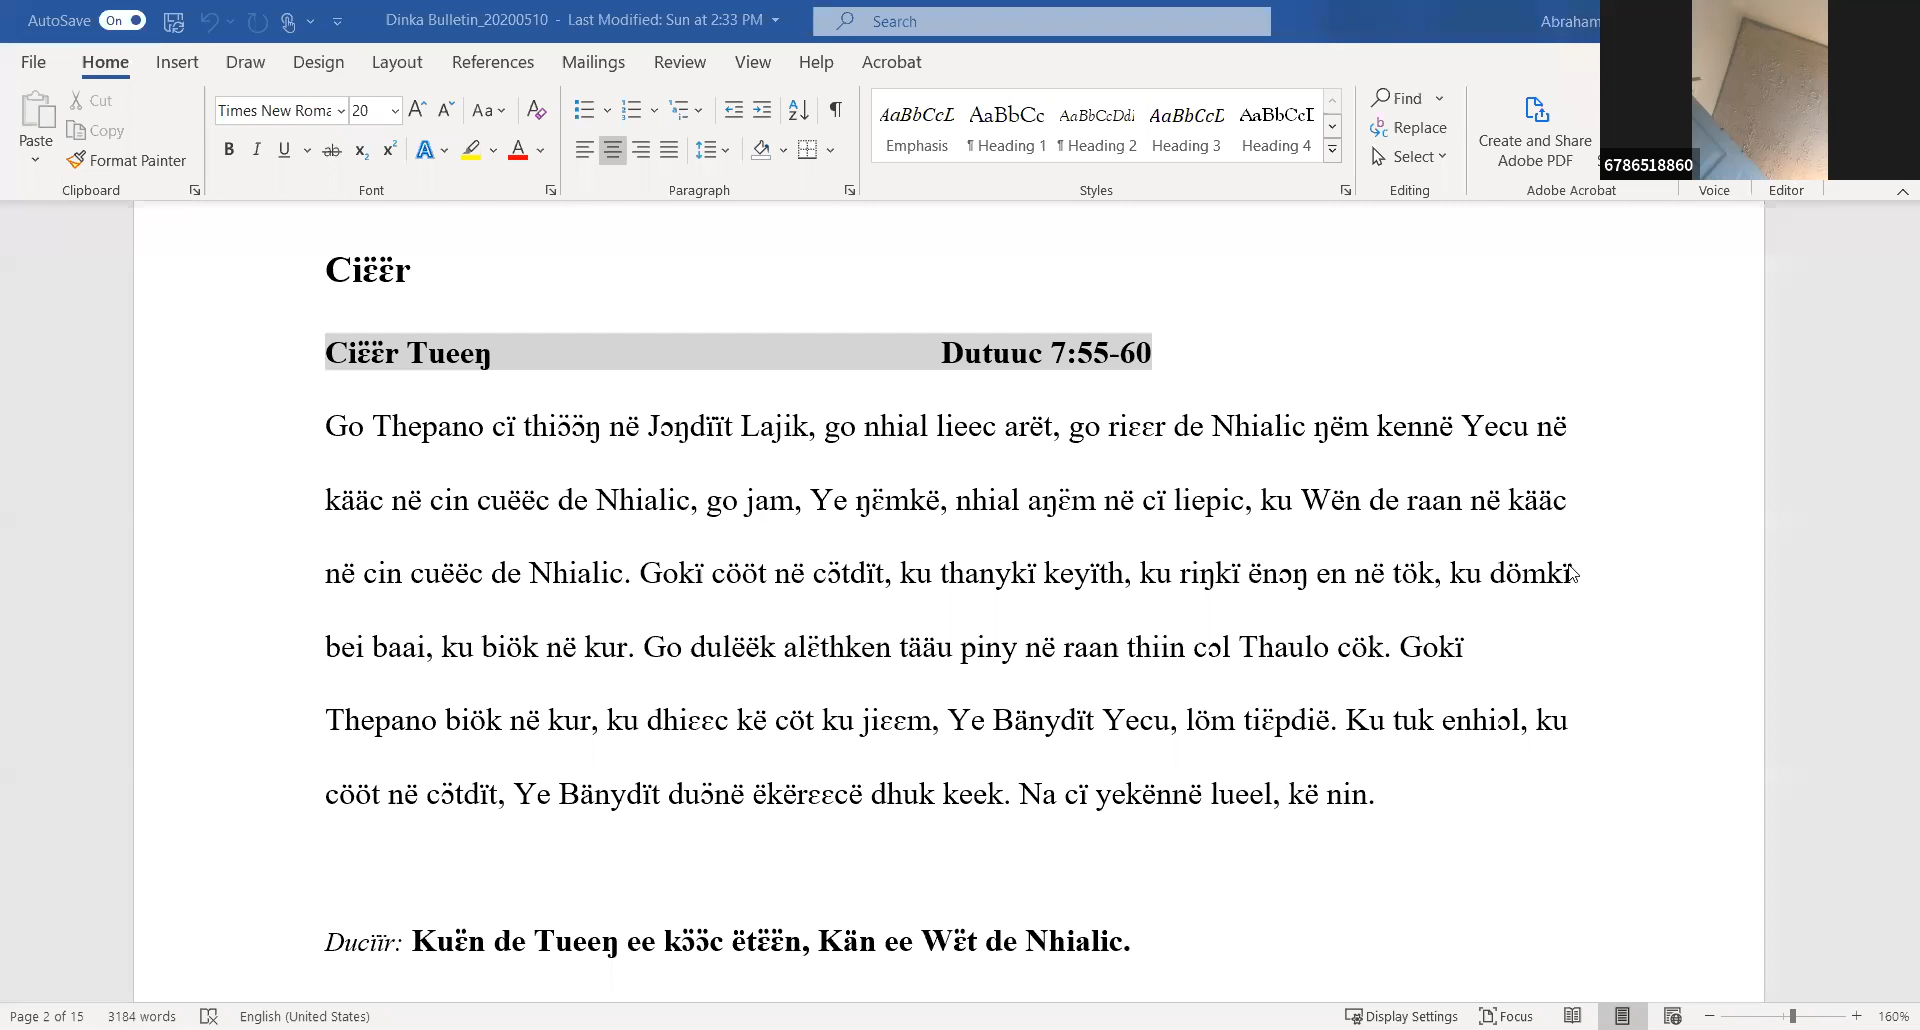 AutoSave On Dinka Bulletin_20200510 - Last Modified: Sun at 2:33 PM Search Abraham
File Home Insert Draw Design Layout References Mailings Review View Help Acrobat
Paste Cut Copy Format Painter Clipboard
Times New Roma 20 Aa B I U ab x₂ x² A A Font
Paragraph
AaBbCcL AaBbCc AaBbCcDdl AaBbCcL AaBbCcL
Emphasis ¶ Heading 1 ¶ Heading 2 Heading 3 Heading 4
Styles
Find Replace Select Editing
Create and Share Adobe PDF Adobe Acrobat
6786518860
Voice Editor
Ciɛ̈ɛ̈r
Ciɛ̈ɛ̈r Tueeŋ Dutuuc 7:55-60
Go Thepano cï thiɔ̈ɔ̈ŋ në Jɔŋdïït Lajik, go nhial lieec arët, go riɛɛr de Nhialic ŋëm kennë Yecu në
kääc në cin cuëëc de Nhialic, go jam, Ye ŋɛ̈mkë, nhial aŋɛ̈m në cï liepic, ku Wën de raan në kääc
në cin cuëëc de Nhialic. Gokï cööt në cɔ̈tdït, ku thanykï keyïth, ku riŋkï ënɔŋ en në tök, ku dömkï
bei baai, ku biök në kur. Go dulëëk alɛ̈thken tääu piny në raan thiin cɔl Thaulo cök. Gokï
Thepano biök në kur, ku dhiɛɛc kë cöt ku jiɛɛm, Ye Bänydït Yecu, löm tiɛ̈pdië. Ku tuk enhiɔl, ku
cööt në cɔ̈tdït, Ye Bänydït duɔ̈në ëkërɛɛcë dhuk keek. Na cï yekënnë lueel, kë nin.
Duciïr: Kuɛ̈n de Tueeŋ ee kɔ̈ɔ̈c ëtɛ̈ɛ̈n, Kän ee Wɛ̈t de Nhialic.
Page 2 of 15 3184 words English (United States) Display Settings Focus 160%